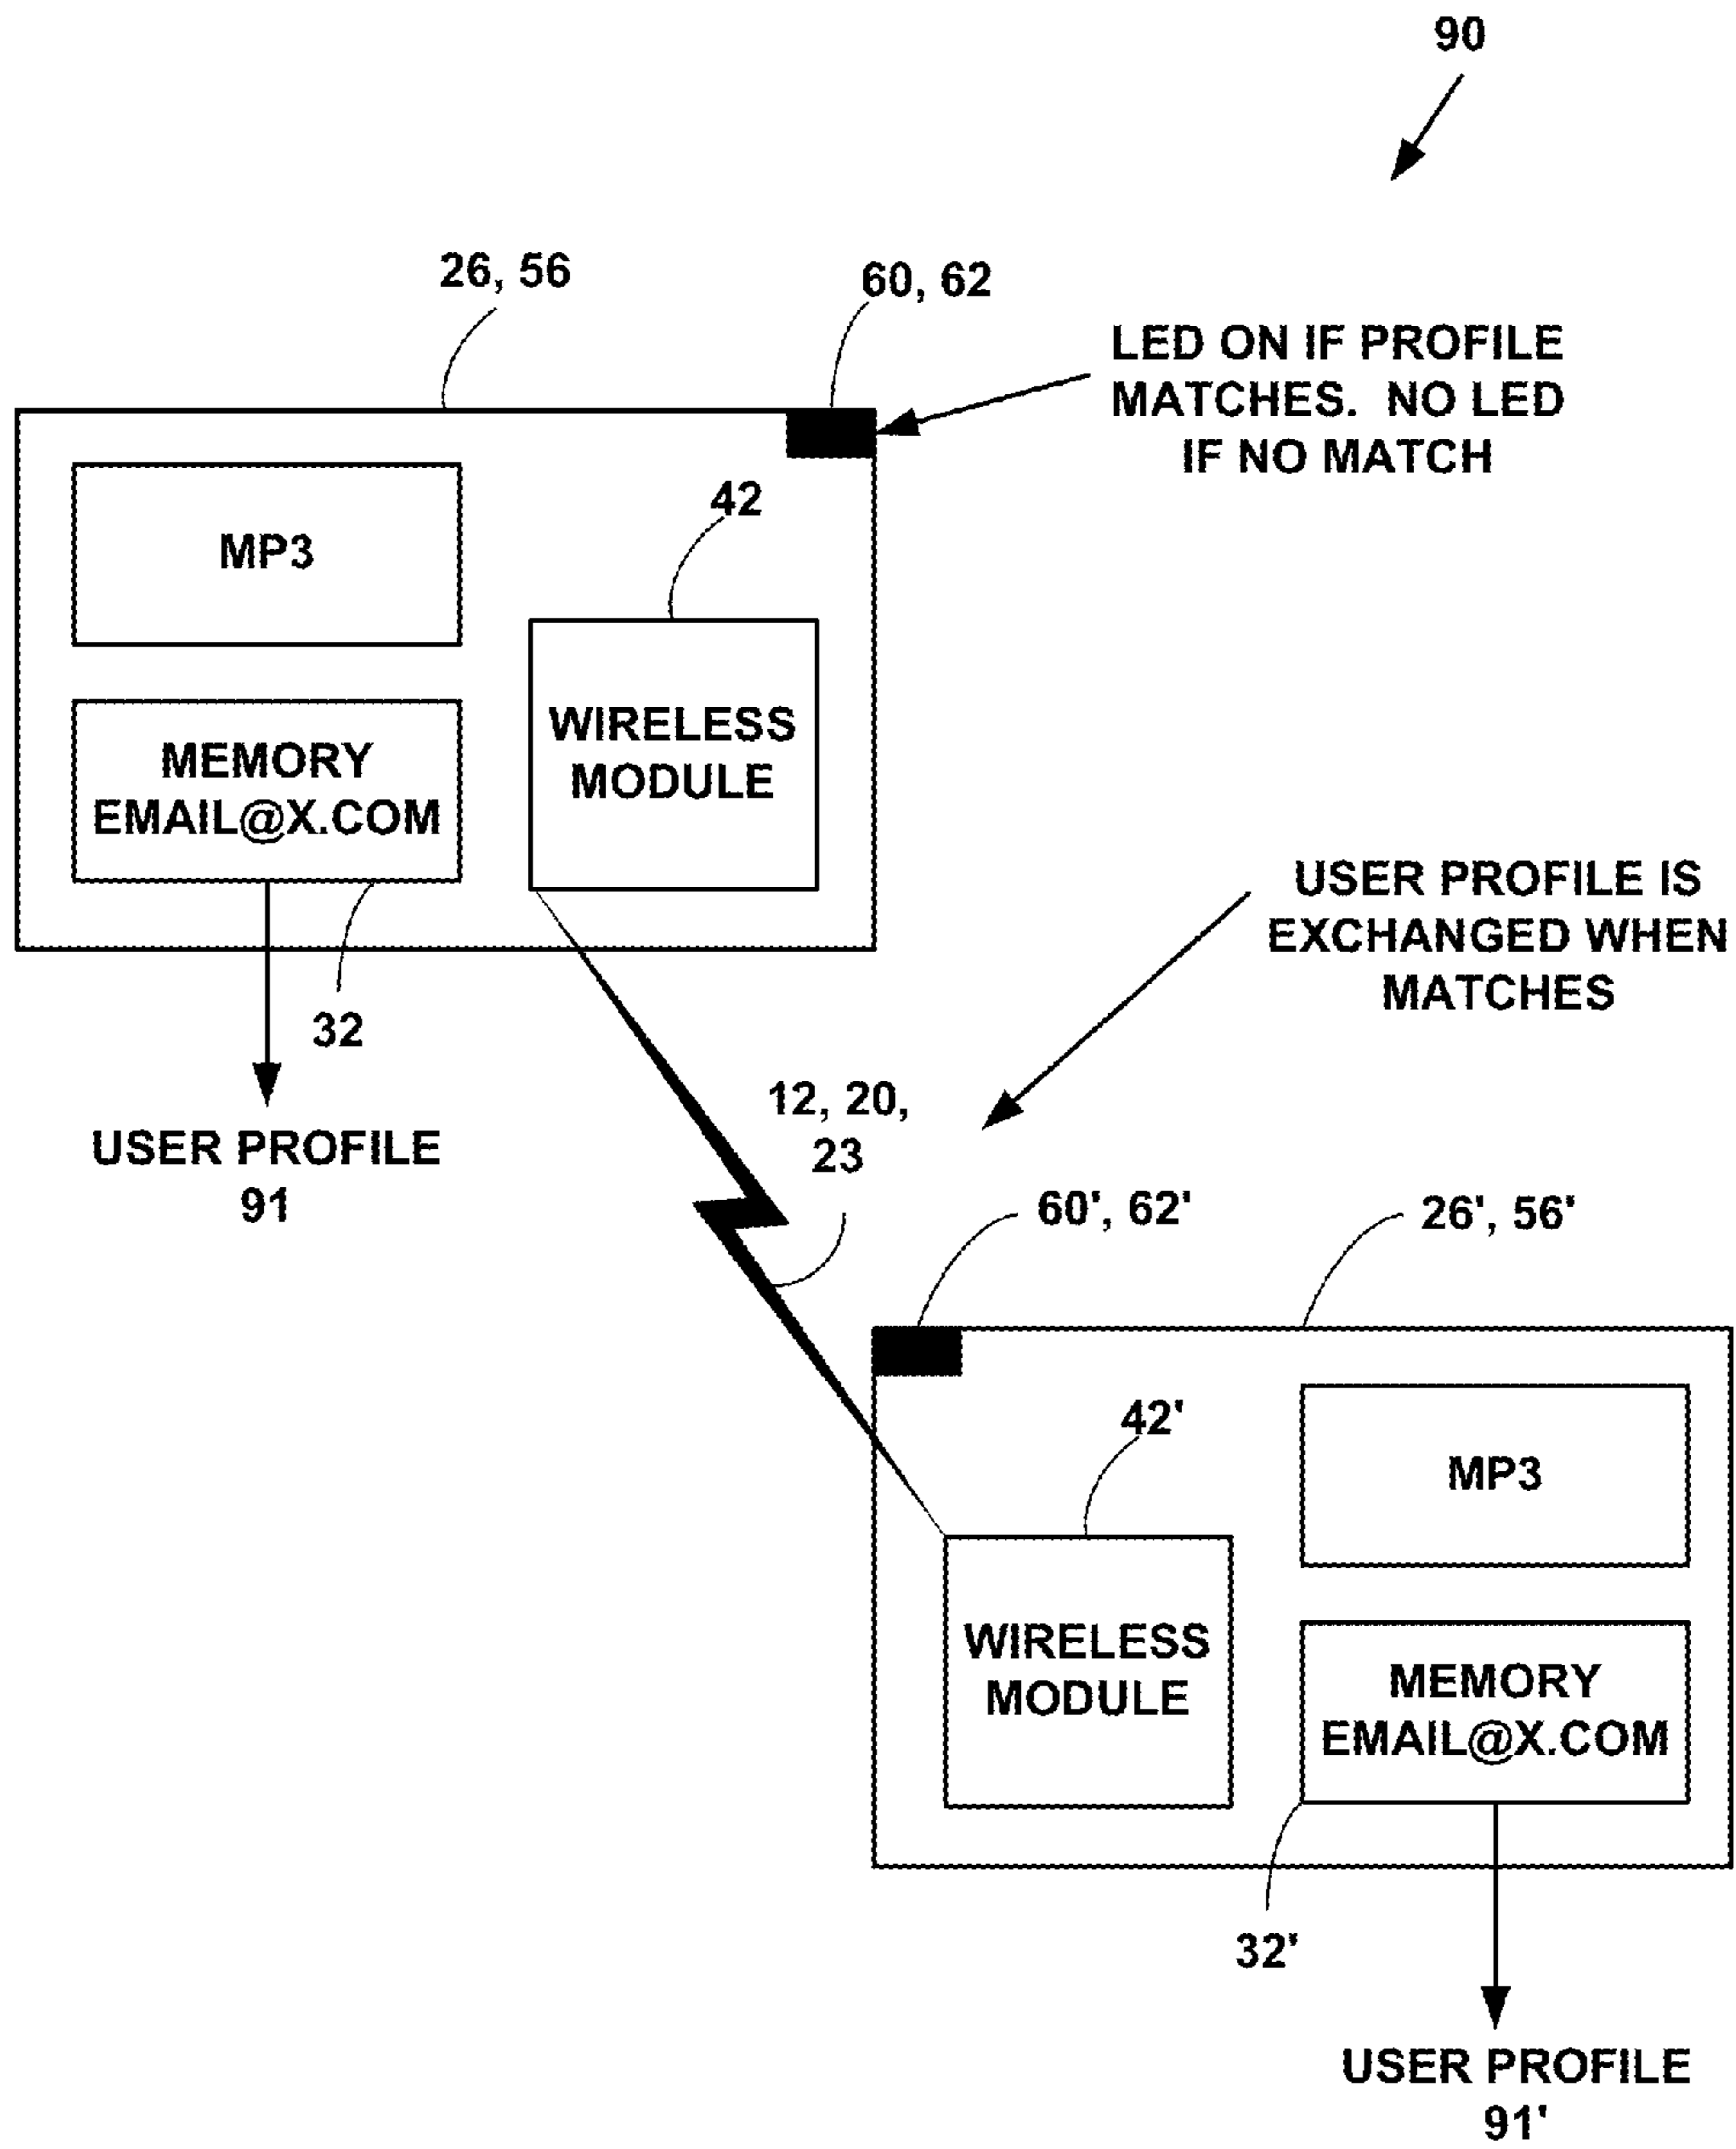 90
26, 56
60, 62
LED ON IF PROFILE
MATCHES. NO LED
IF NO MATCH
42
MP3
WIRELESS
MODULE
MEMORY
EMAIL@X.COM
32
USER PROFILE
91
USER PROFILE IS
EXCHANGED WHEN
MATCHES
12, 20,
23
60', 62'
26', 56'
42'
MP3
WIRELESS
MODULE
MEMORY
EMAIL@X.COM
32'
USER PROFILE
91'